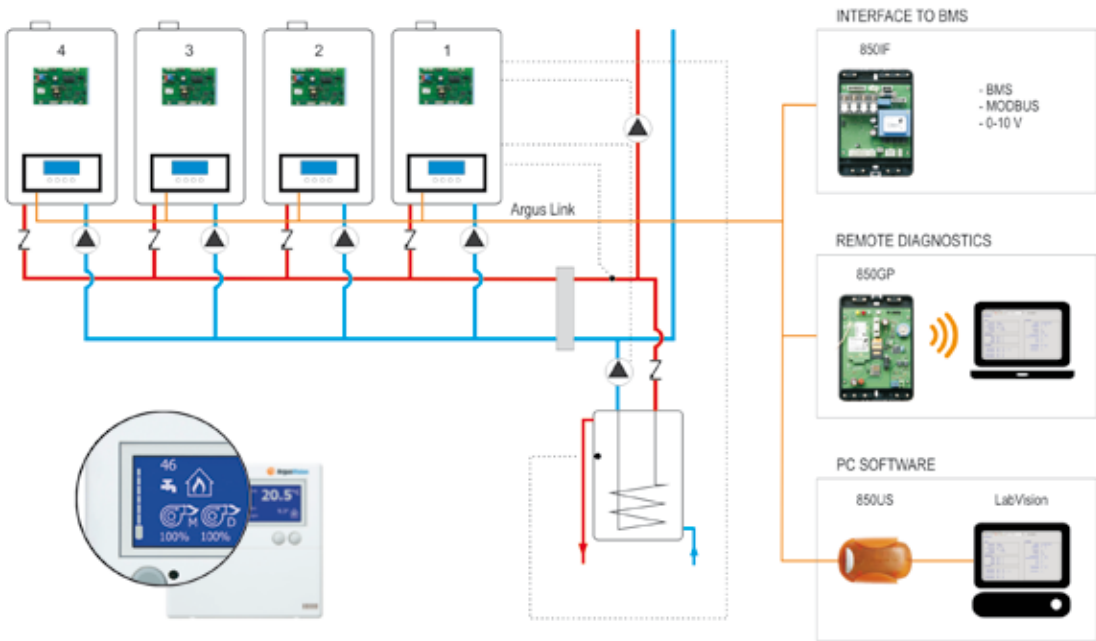 INTERFACE TO BMS
4
3
2
1
850IF
- BMS
- MODBUS
- 0-10 V
Argus Link
REMOTE DIAGNOSTICS
850GP
46
M
D
100% 100%
20.5
PC SOFTWARE
850US
LabVision